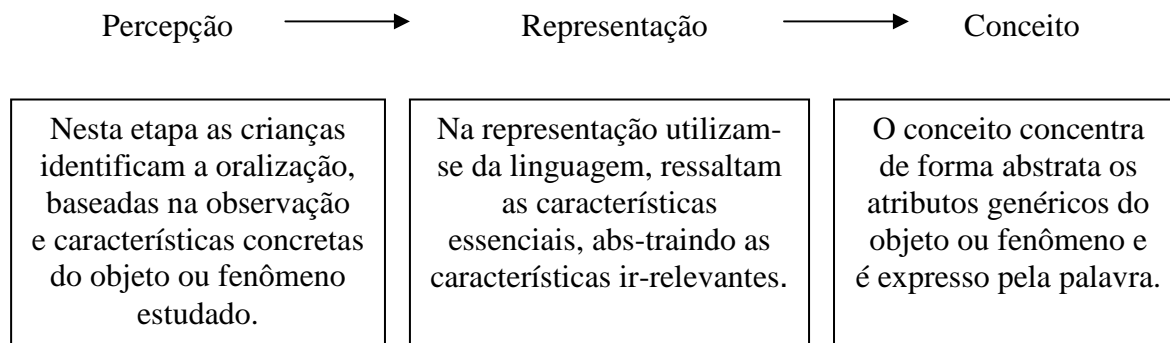 Percepção Representação Conceito
Nesta etapa as crianças
identificam a oralização,
baseadas na observação
e características concretas
do objeto ou fenômeno
estudado.
Na representação utilizam-
se da linguagem, ressaltam
as características
essenciais, abs-traindo as
características ir-relevantes.
O conceito concentra
de forma abstrata os
atributos genéricos do
objeto ou fenômeno e
é expresso pela palavra.